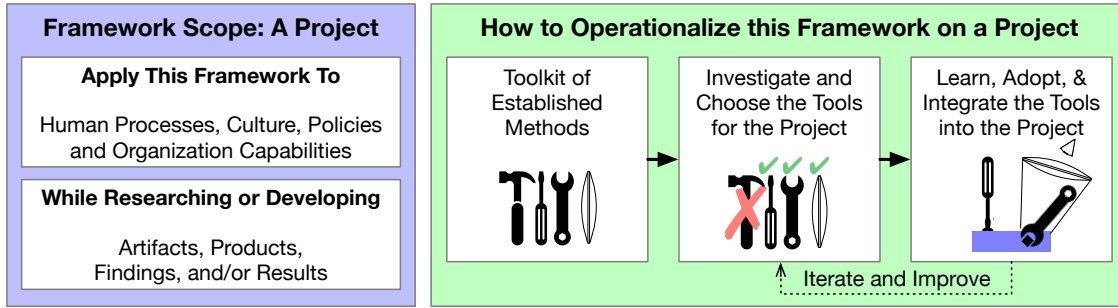 Framework Scope: A Project
Apply This Framework To
Human Processes, Culture, Policies
and Organization Capabilities
While Researching or Developing
Artifacts, Products,
Findings, and/or Results
How to Operationalize this Framework on a Project
Toolkit of
Established
Methods
Investigate and
Choose the Tools
for the Project
Learn, Adopt, &
Integrate the Tools
into the Project
Iterate and Improve